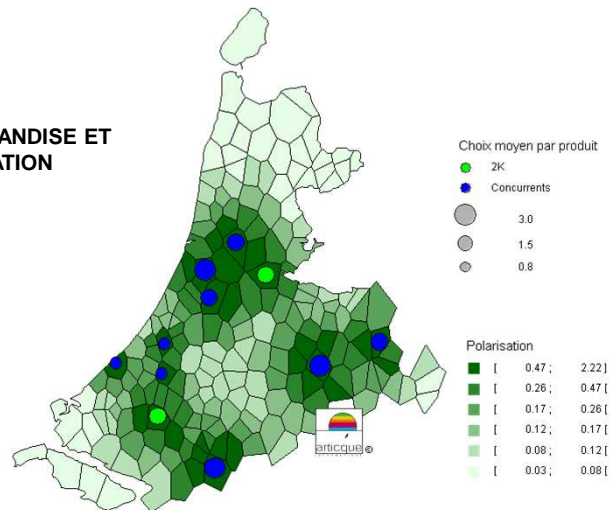 ANDISE ET
ATION
Choix moyen par produit
2K
Concurrents
3.0
1.5
0.8
Polarisation
[ 0.47 ; 2.22 ]
[ 0.26 ; 0.47 [
[ 0.17 ; 0.26 [
[ 0.12 ; 0.17 [
[ 0.08 ; 0.12 [
[ 0.03 ; 0.08 [
articque ©